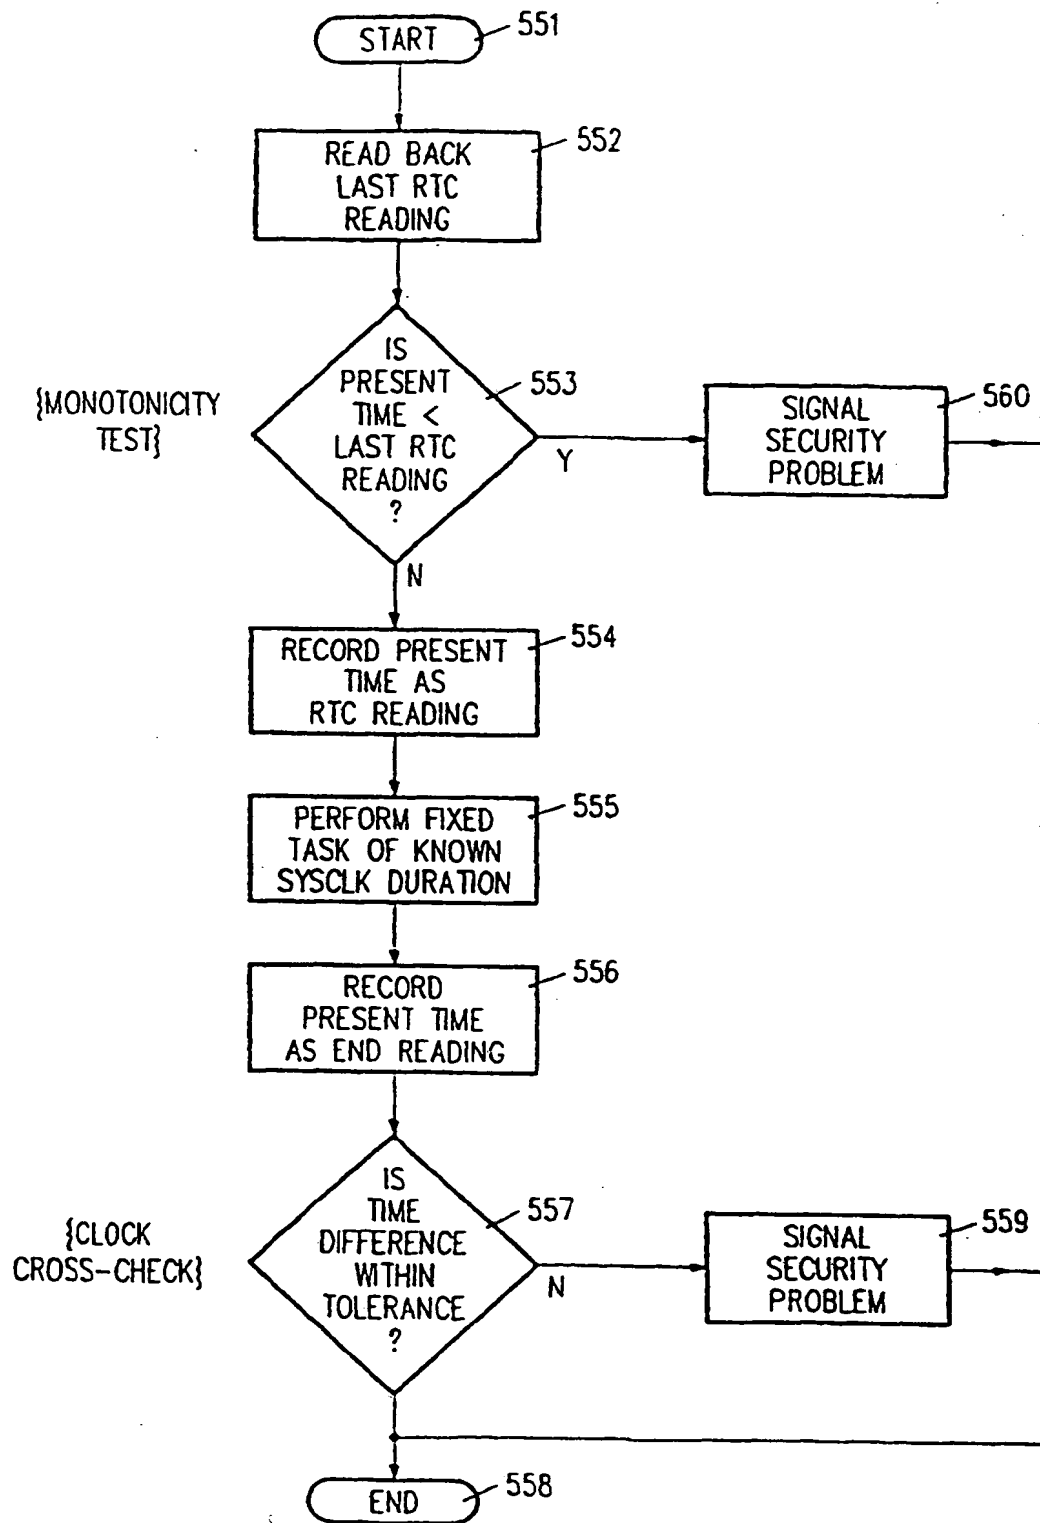 START
551
READ BACK
LAST RTC
READING
552
{MONOTONICITY
TEST}
IS
PRESENT
TIME <
LAST RTC
READING
?
553
Y
N
SIGNAL
SECURITY
PROBLEM
560
RECORD PRESENT
TIME AS
RTC READING
554
PERFORM FIXED
TASK OF KNOWN
SYSCLK DURATION
555
RECORD
PRESENT TIME
AS END READING
556
{CLOCK
CROSS-CHECK}
IS
TIME
DIFFERENCE
WITHIN
TOLERANCE
?
557
N
SIGNAL
SECURITY
PROBLEM
559
END
558